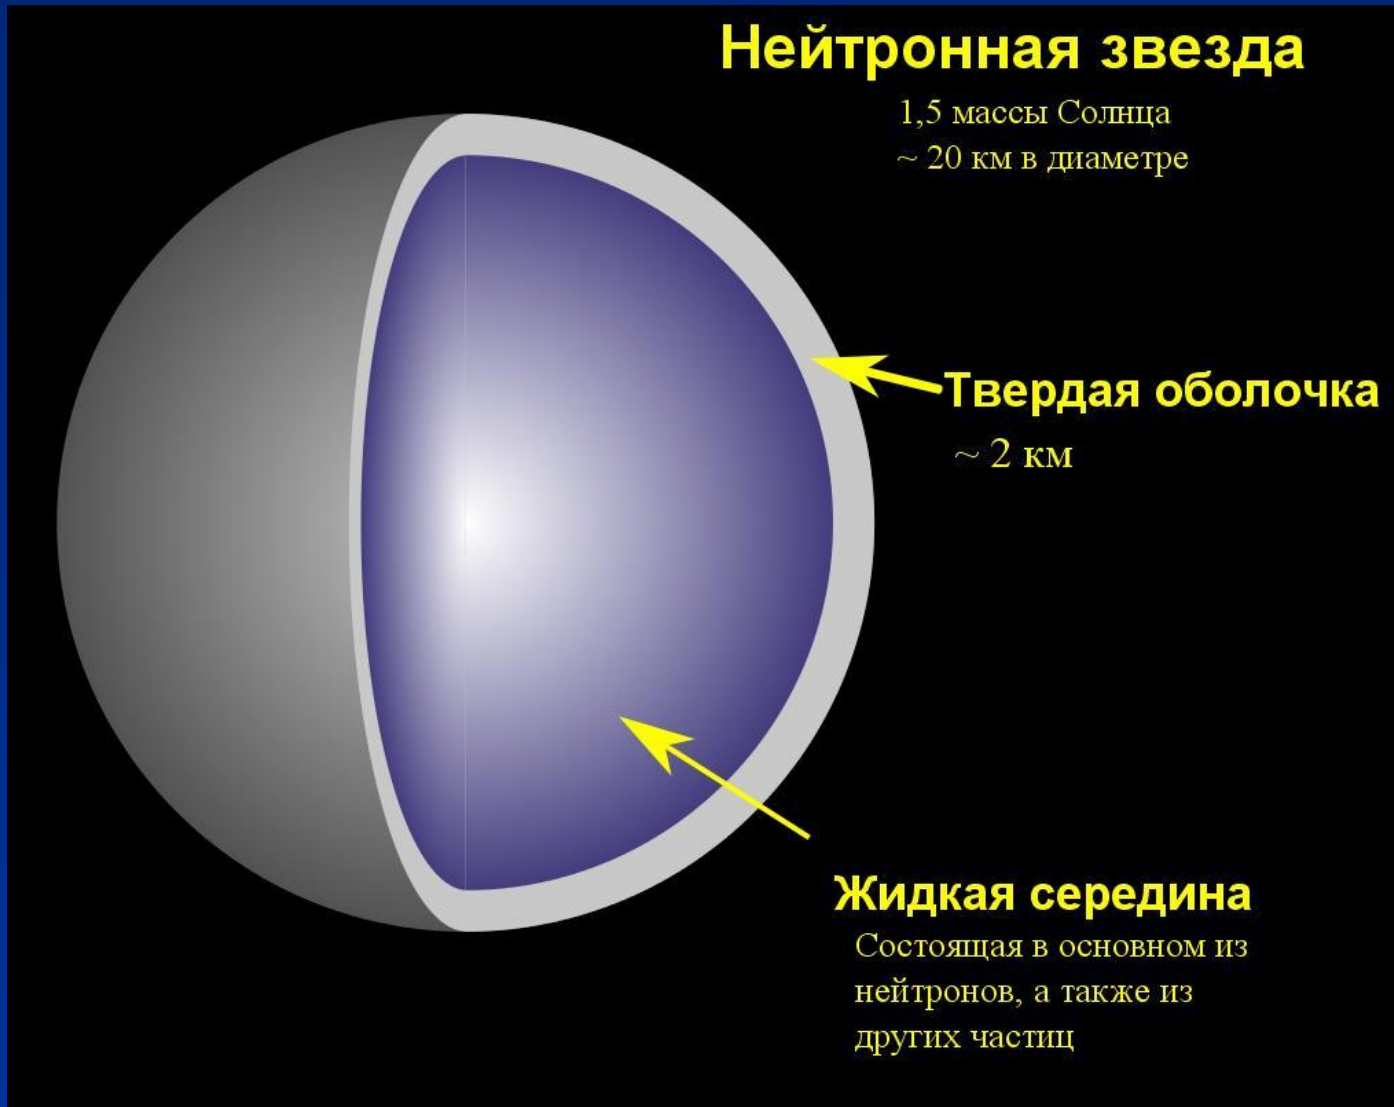 Нейтронная звезда
1,5 массы Солнца
~ 20 км в диаметре
Твердая оболочка
~ 2 км
Жидкая середина
Состоящая в основном из
нейтронов, а также из
других частиц